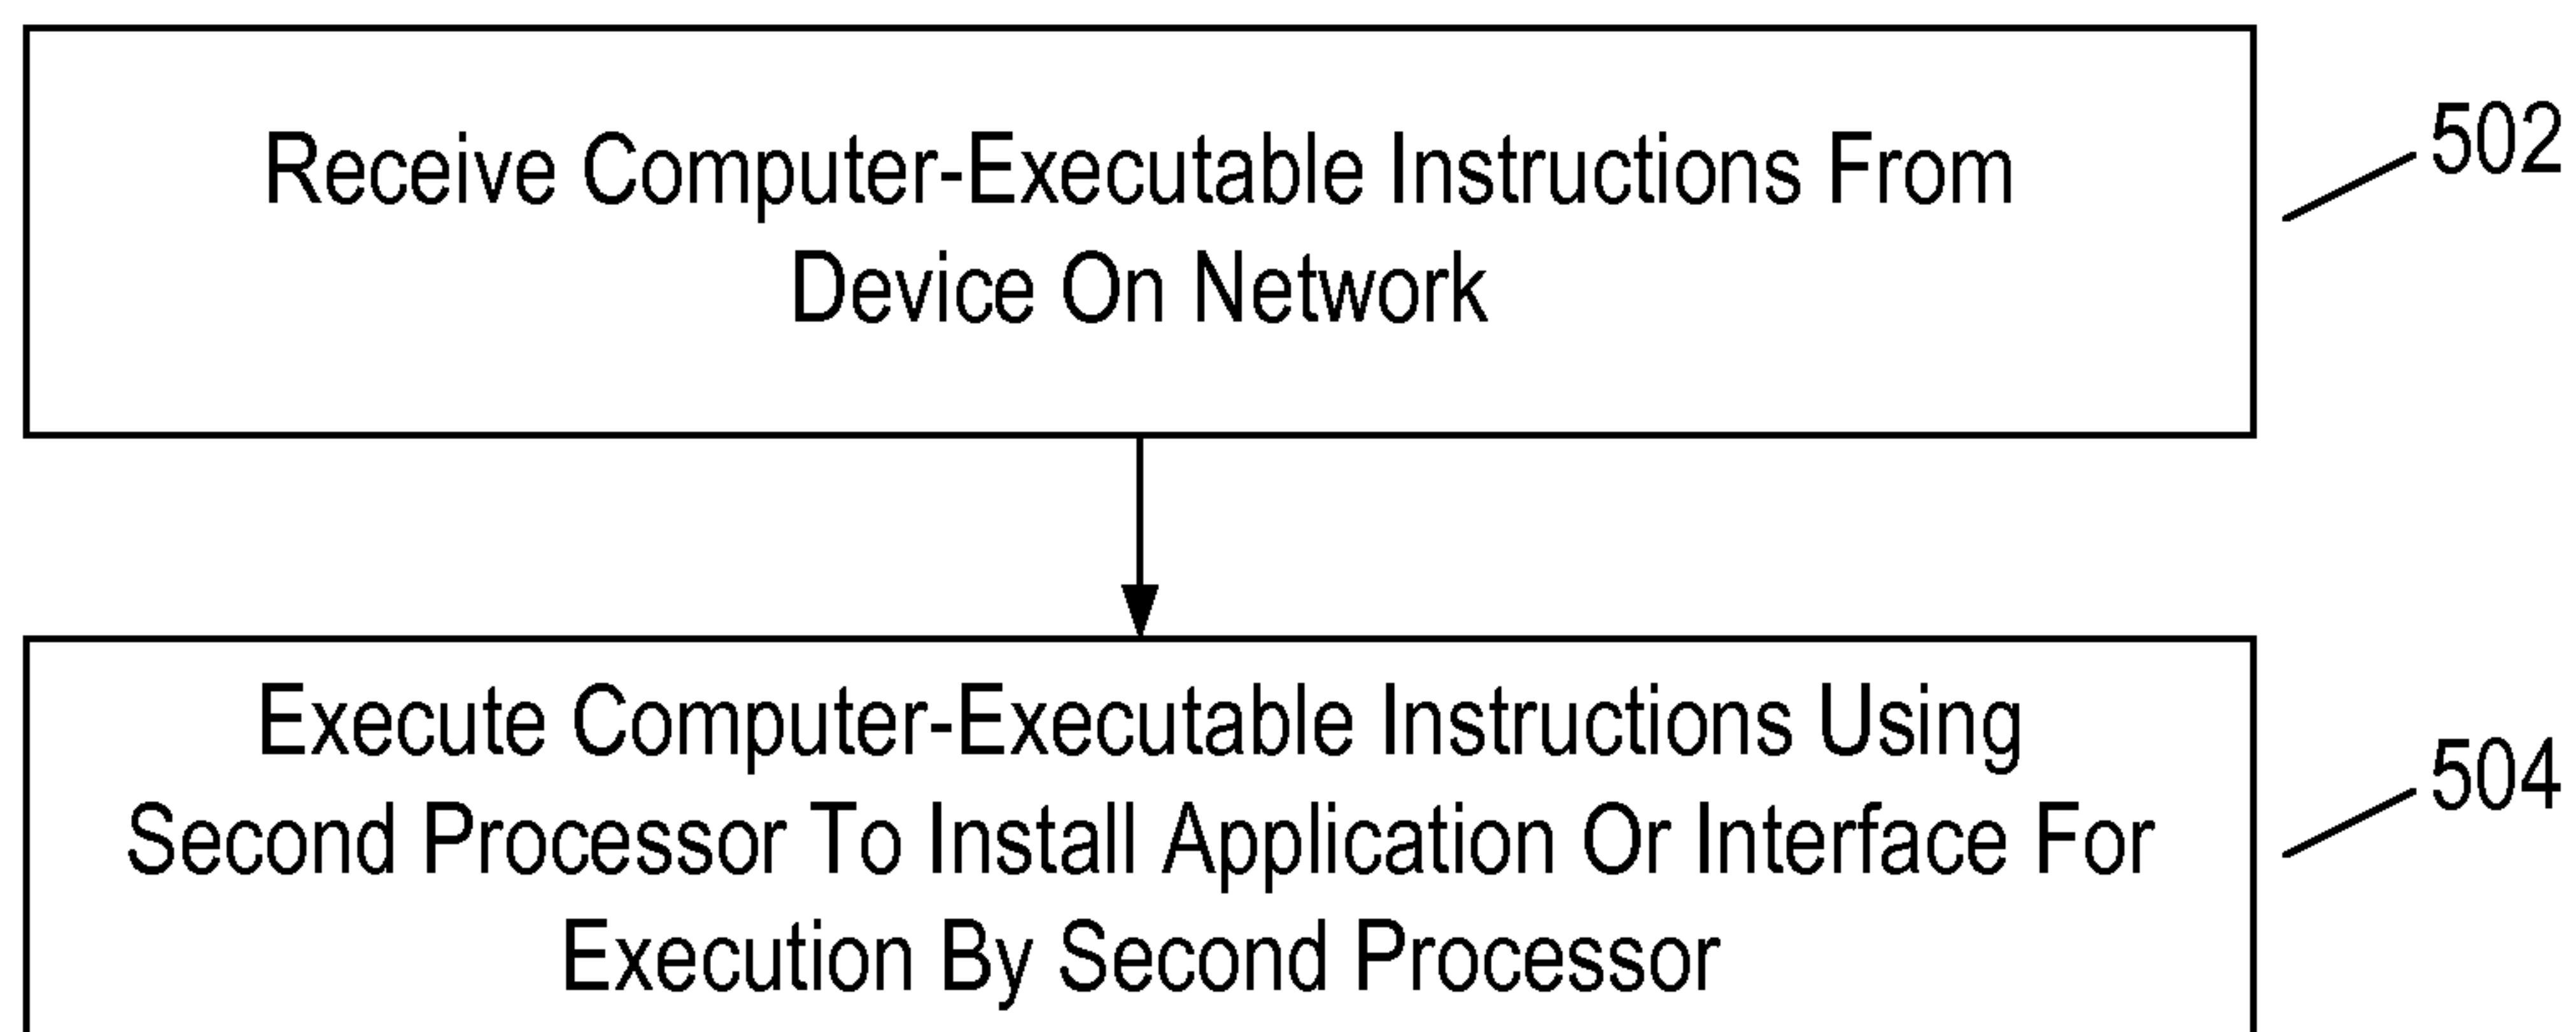 Receive Computer-Executable Instructions From
Device On Network
502
Execute Computer-Executable Instructions Using
Second Processor To Install Application Or Interface For
Execution By Second Processor
504